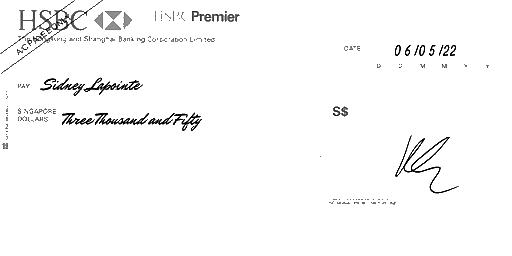 HSBC HSBC Premier
The Hongkong and Shanghai Banking Corporation Limited
A/C PAYEE ONLY
DATE 06/05/22
D D M M Y Y
PAY Sidney Lapointe
SINGAPORE
DOLLARS Three Thousand and Fifty
S$